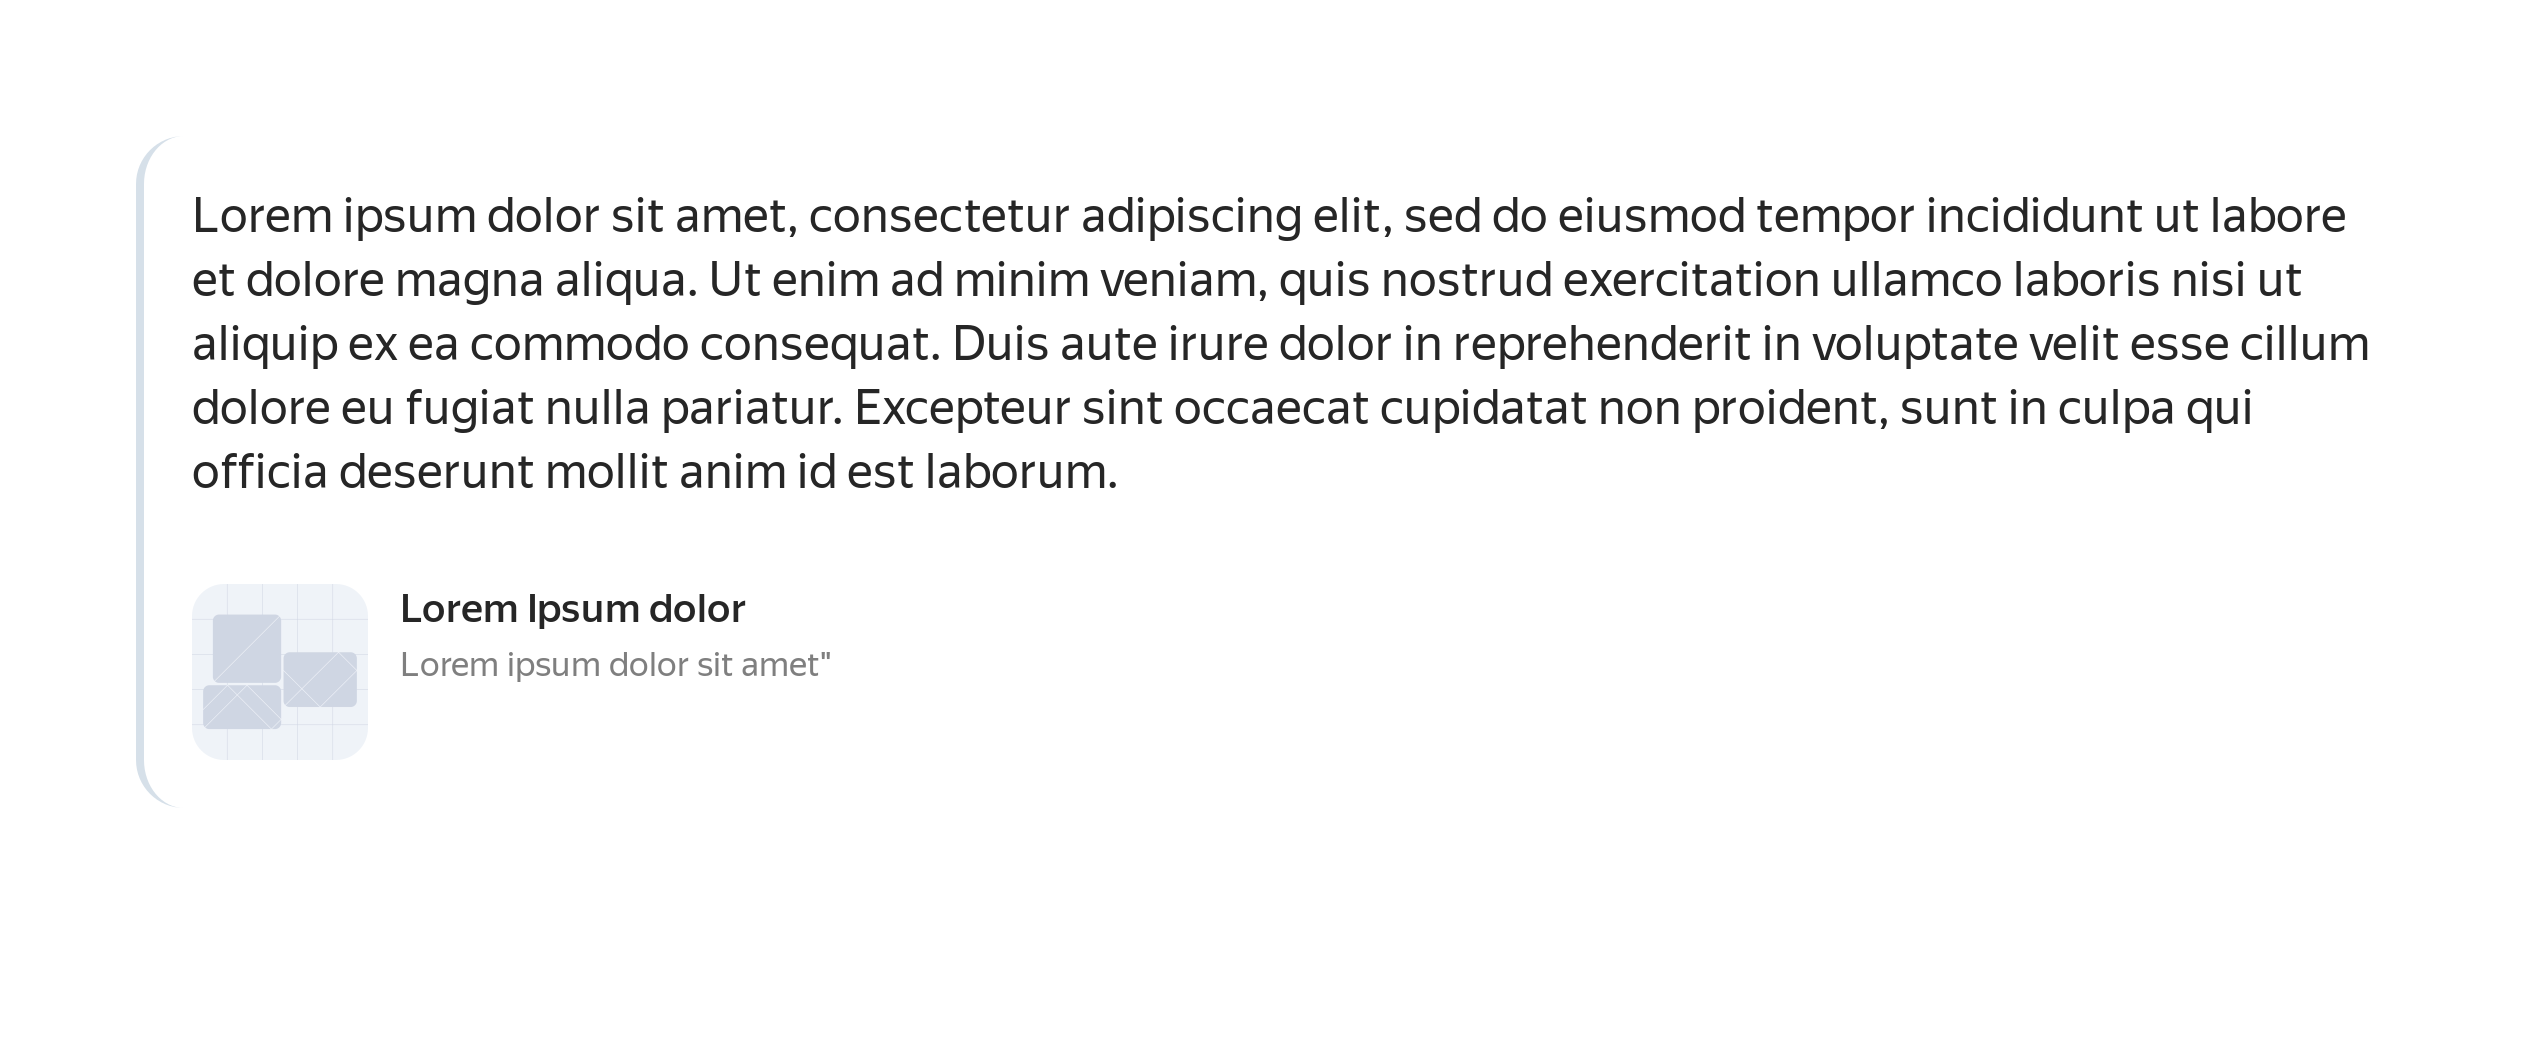 Lorem ipsum dolor sit amet, consectetur adipiscing elit, sed do eiusmod tempor incididunt ut labore
et dolore magna aliqua. Ut enim ad minim veniam, quis nostrud exercitation ullamco laboris nisi ut
aliquip ex ea commodo consequat. Duis aute irure dolor in reprehenderit in voluptate velit esse cillum
dolore eu fugiat nulla pariatur. Excepteur sint occaecat cupidatat non proident, sunt in culpa qui
officia deserunt mollit anim id est laborum.
Lorem Ipsum dolor
Lorem ipsum dolor sit amet"